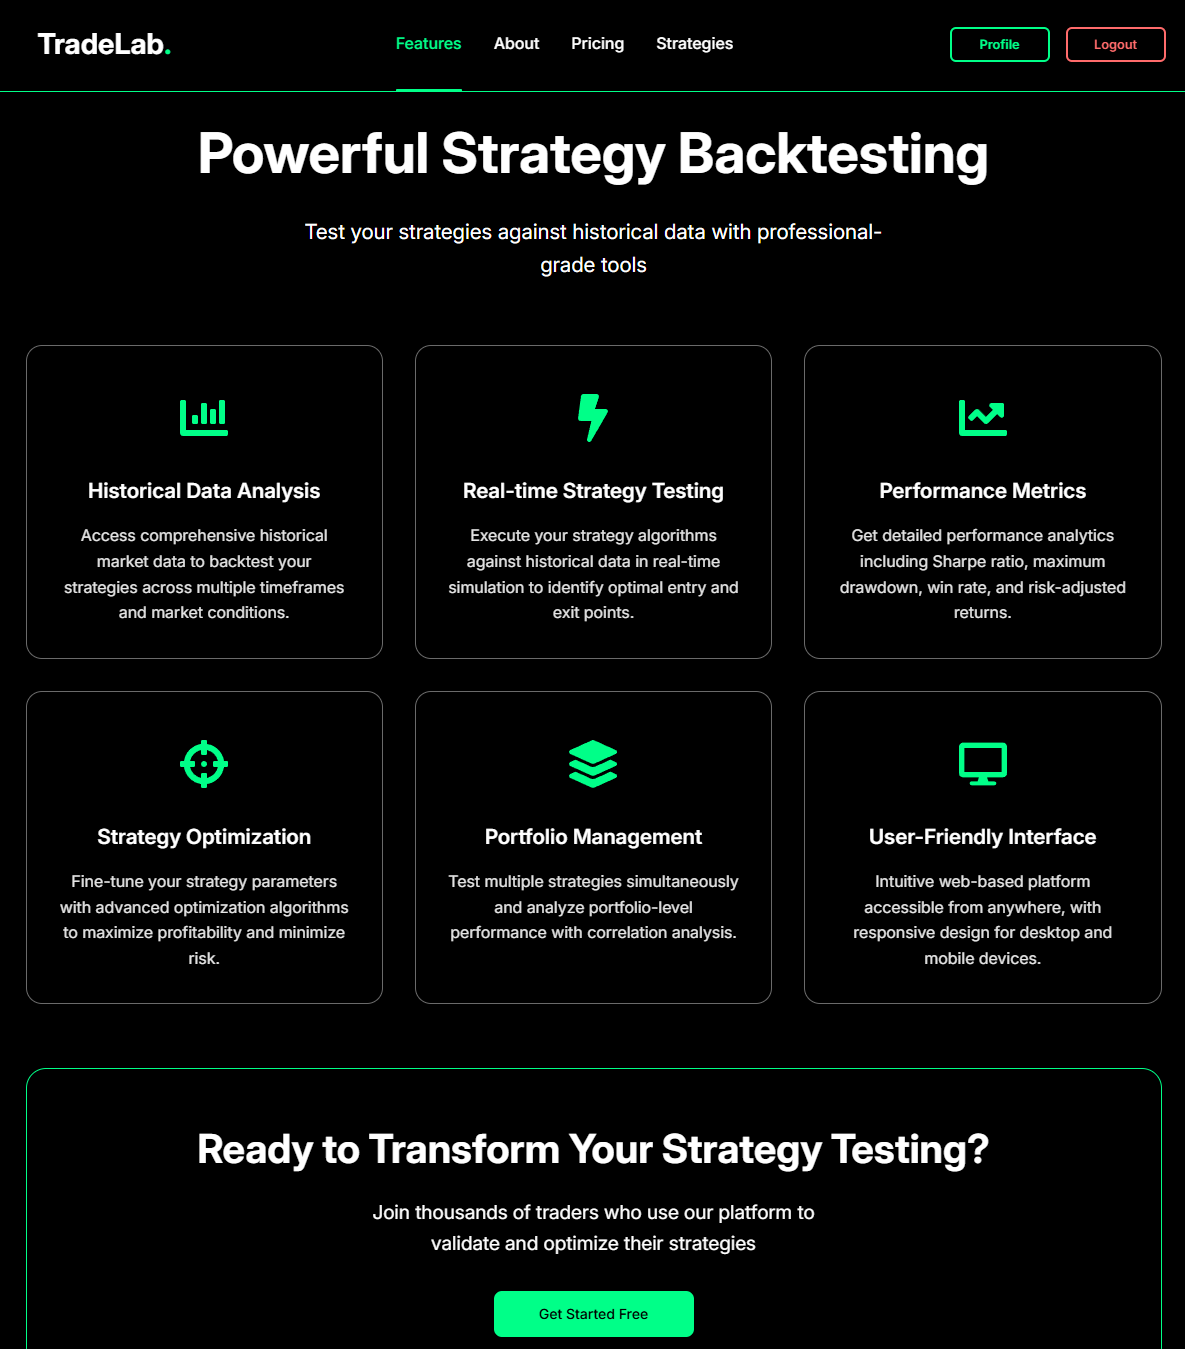 TradeLab.
Features
About
Pricing
Strategies
Profile
Logout
Powerful Strategy Backtesting
Test your strategies against historical data with professional-
grade tools
Historical Data Analysis
Access comprehensive historical
market data to backtest your
strategies across multiple timeframes
and market conditions.
Real-time Strategy Testing
Execute your strategy algorithms
against historical data in real-time
simulation to identify optimal entry and
exit points.
Performance Metrics
Get detailed performance analytics
including Sharpe ratio, maximum
drawdown, win rate, and risk-adjusted
returns.
Strategy Optimization
Fine-tune your strategy parameters
with advanced optimization algorithms
to maximize profitability and minimize
risk.
Portfolio Management
Test multiple strategies simultaneously
and analyze portfolio-level
performance with correlation analysis.
User-Friendly Interface
Intuitive web-based platform
accessible from anywhere, with
responsive design for desktop and
mobile devices.
Ready to Transform Your Strategy Testing?
Join thousands of traders who use our platform to
validate and optimize their strategies
Get Started Free